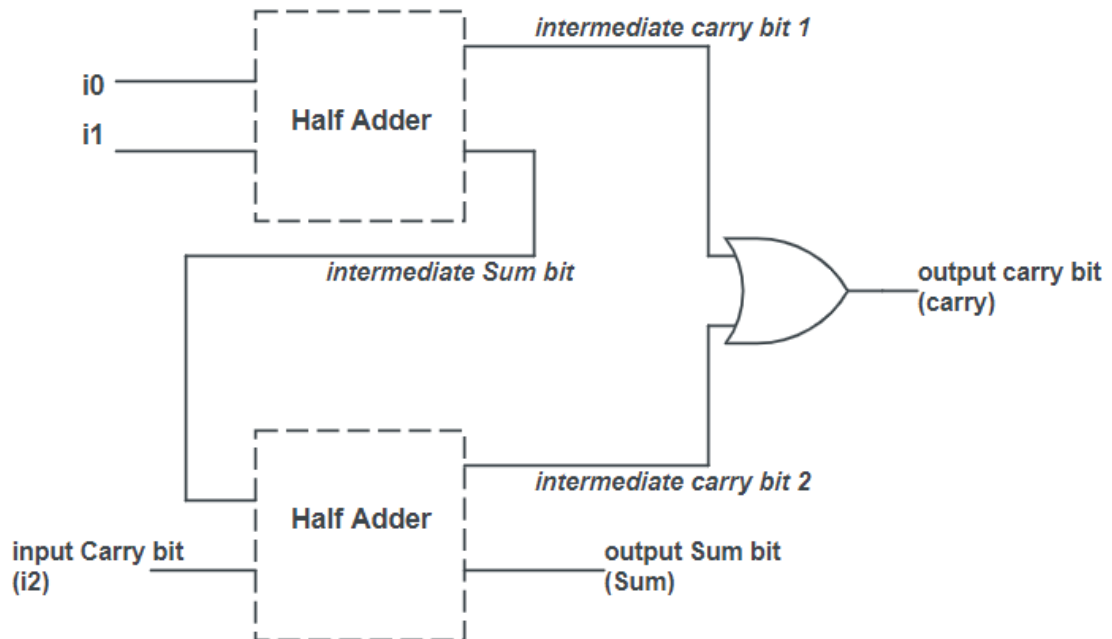 intermediate carry bit 1
i0
Half Adder
i1
intermediate Sum bit
output carry bit
(carry)
intermediate carry bit 2
Half Adder
input Carry bit
(i2)
output Sum bit
(Sum)